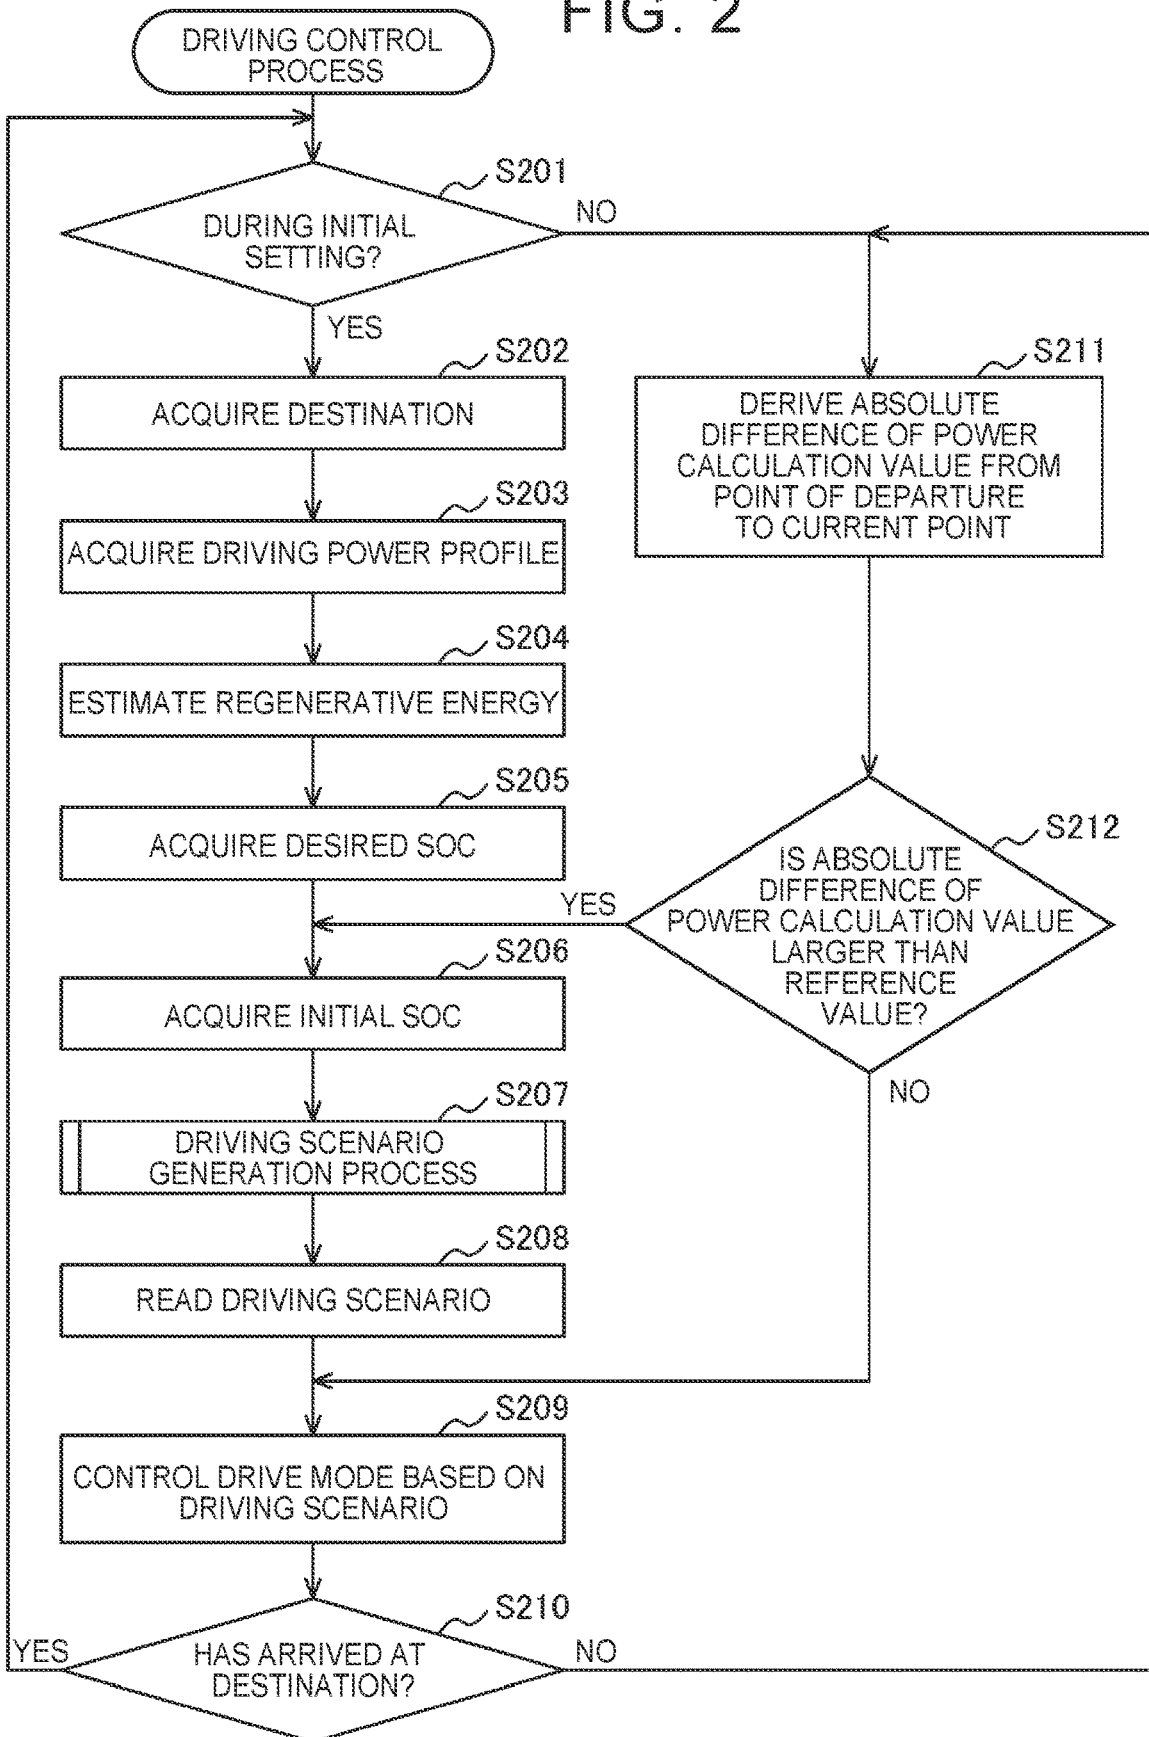 FIG. 2
DRIVING CONTROL
PROCESS
S201
DURING INITIAL
SETTING?
NO
YES
S202
ACQUIRE DESTINATION
S203
ACQUIRE DRIVING POWER PROFILE
S204
ESTIMATE REGENERATIVE ENERGY
S205
ACQUIRE DESIRED SOC
S206
ACQUIRE INITIAL SOC
S207
DRIVING SCENARIO
GENERATION PROCESS
S208
READ DRIVING SCENARIO
S209
CONTROL DRIVE MODE BASED ON
DRIVING SCENARIO
S210
HAS ARRIVED AT
DESTINATION?
YES
NO
S211
DERIVE ABSOLUTE
DIFFERENCE OF POWER
CALCULATION VALUE FROM
POINT OF DEPARTURE
TO CURRENT POINT
S212
IS ABSOLUTE
DIFFERENCE OF
POWER CALCULATION VALUE
LARGER THAN
REFERENCE
VALUE?
YES
NO